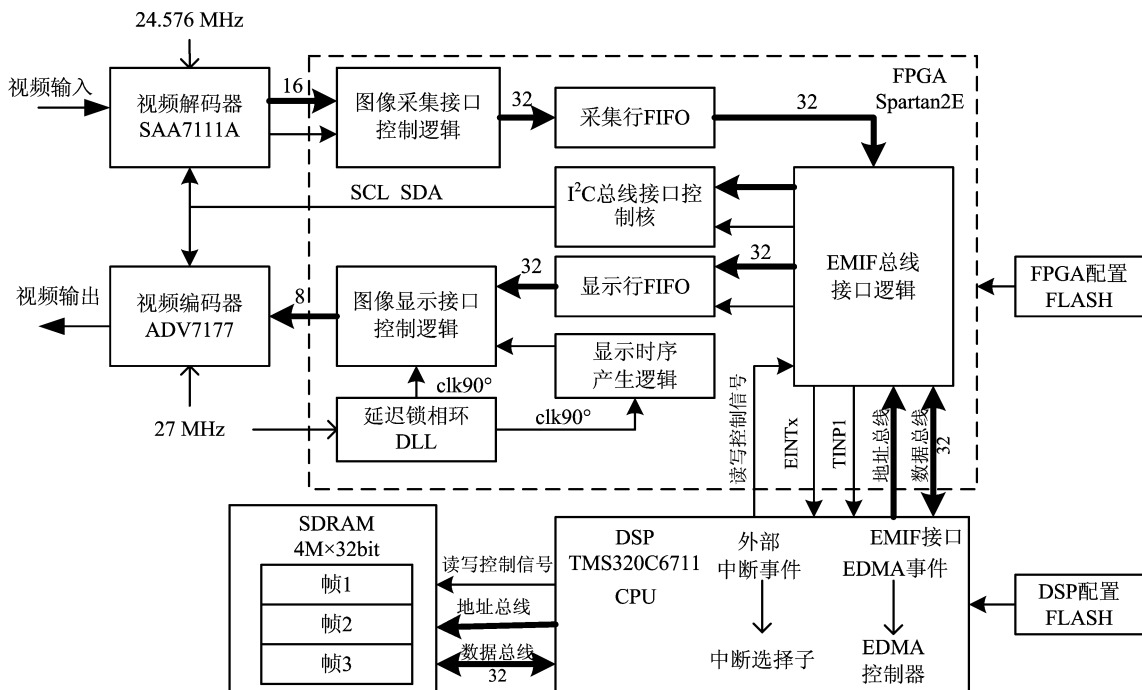 24.576 MHz
视频输入
视频解码器
SAA7111A
16
图像采集接口
控制逻辑
32
采集行FIFO
32
FPGA
Spartan2E
SCL SDA
I²C总线接口控
制核
EMIF总线
接口逻辑
视频输出
视频编码器
ADV7177
8
图像显示接口
控制逻辑
32
显示行FIFO
32
FPGA配置
FLASH
显示时序
产生逻辑
clk90°
延迟锁相环
DLL
clk90°
27 MHz
读写控制信号
EINTx
TINP1
地址总线
数据总线
32
SDRAM
4M×32bit
帧1
帧2
帧3
读写控制信号
地址总线
数据总线
32
DSP
TMS320C6711
CPU
外部
中断事件
中断选择子
EMIF接口
EDMA事件
EDMA
控制器
DSP配置
FLASH